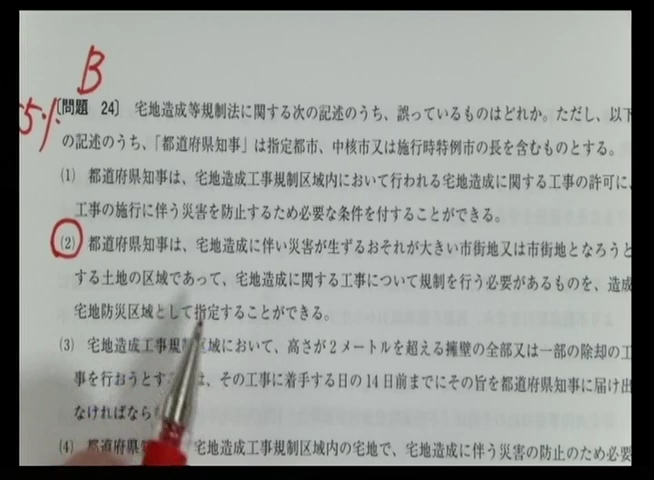 B
5・1.
〔問題 24〕 宅地造成等規制法に関する次の記述のうち、誤っているものはどれか。ただし、以下
の記述のうち、「都道府県知事」は指定都市、中核市又は施行時特例市の長を含むものとする。
(1) 都道府県知事は、宅地造成工事規制区域内において行われる宅地造成に関する工事の許可に、
工事の施行に伴う災害を防止するため必要な条件を付することができる。
(2) 都道府県知事は、宅地造成に伴い災害が生ずるおそれが大きい市街地又は市街地となろうと
する土地の区域であって、宅地造成に関する工事について規制を行う必要があるものを、造成
宅地防災区域として指定することができる。
(3) 宅地造成工事規制区域において、高さが2メートルを超える擁壁の全部又は一部の除却の工
事を行おうとす は、その工事に着手する日の14日前までにその旨を都道府県知事に届け出
なければなら
(4) 都道府県 宅地造成工事規制区域内の宅地で、宅地造成に伴う災害の防止のため必要